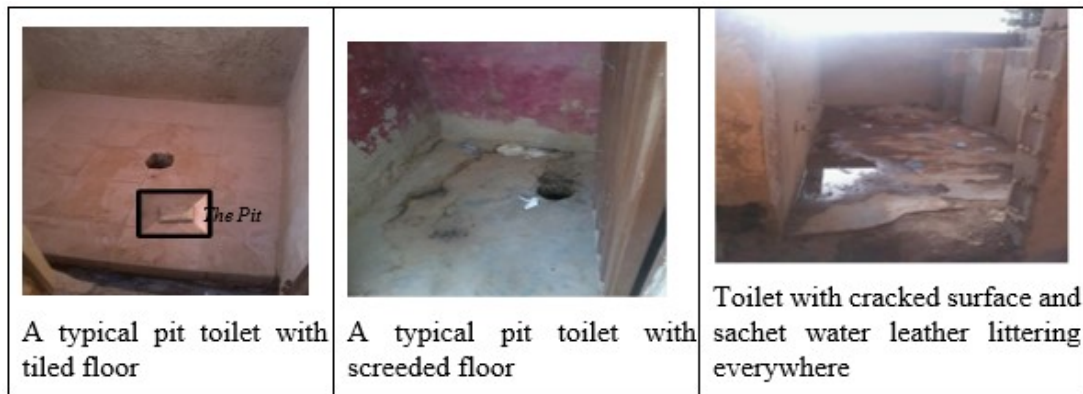 The Pit
A typical pit toilet with
tiled floor
A typical pit toilet with
screeded floor
Toilet with cracked surface and
sachet water leather littering
everywhere